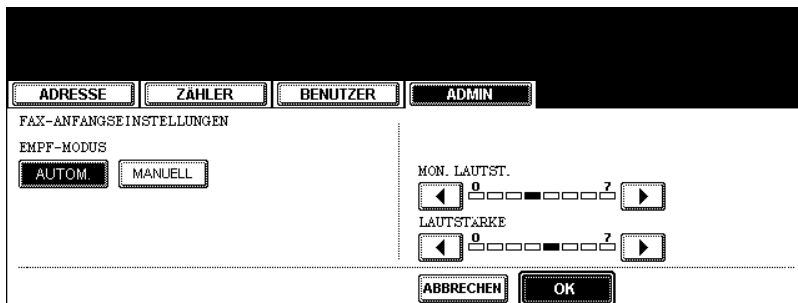 ADRESSE ZÄHLER BENUTZER ADMIN
FAX-ANFANGSEINSTELLUNGEN
EMPF-MODUS
AUTOM. MANUELL
MON. LAUTST.
0 7
LAUTSTÄRKE
0 7
ABBRECHEN OK